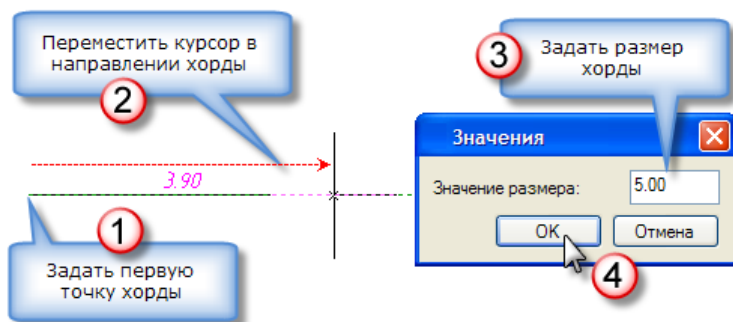 Переместить курсор в
направлении хорды
2
3.90
1
Задать первую
точку хорды
3
Задать размер
хорды
Значения
Значение размера: 5.00
OK Отмена
4